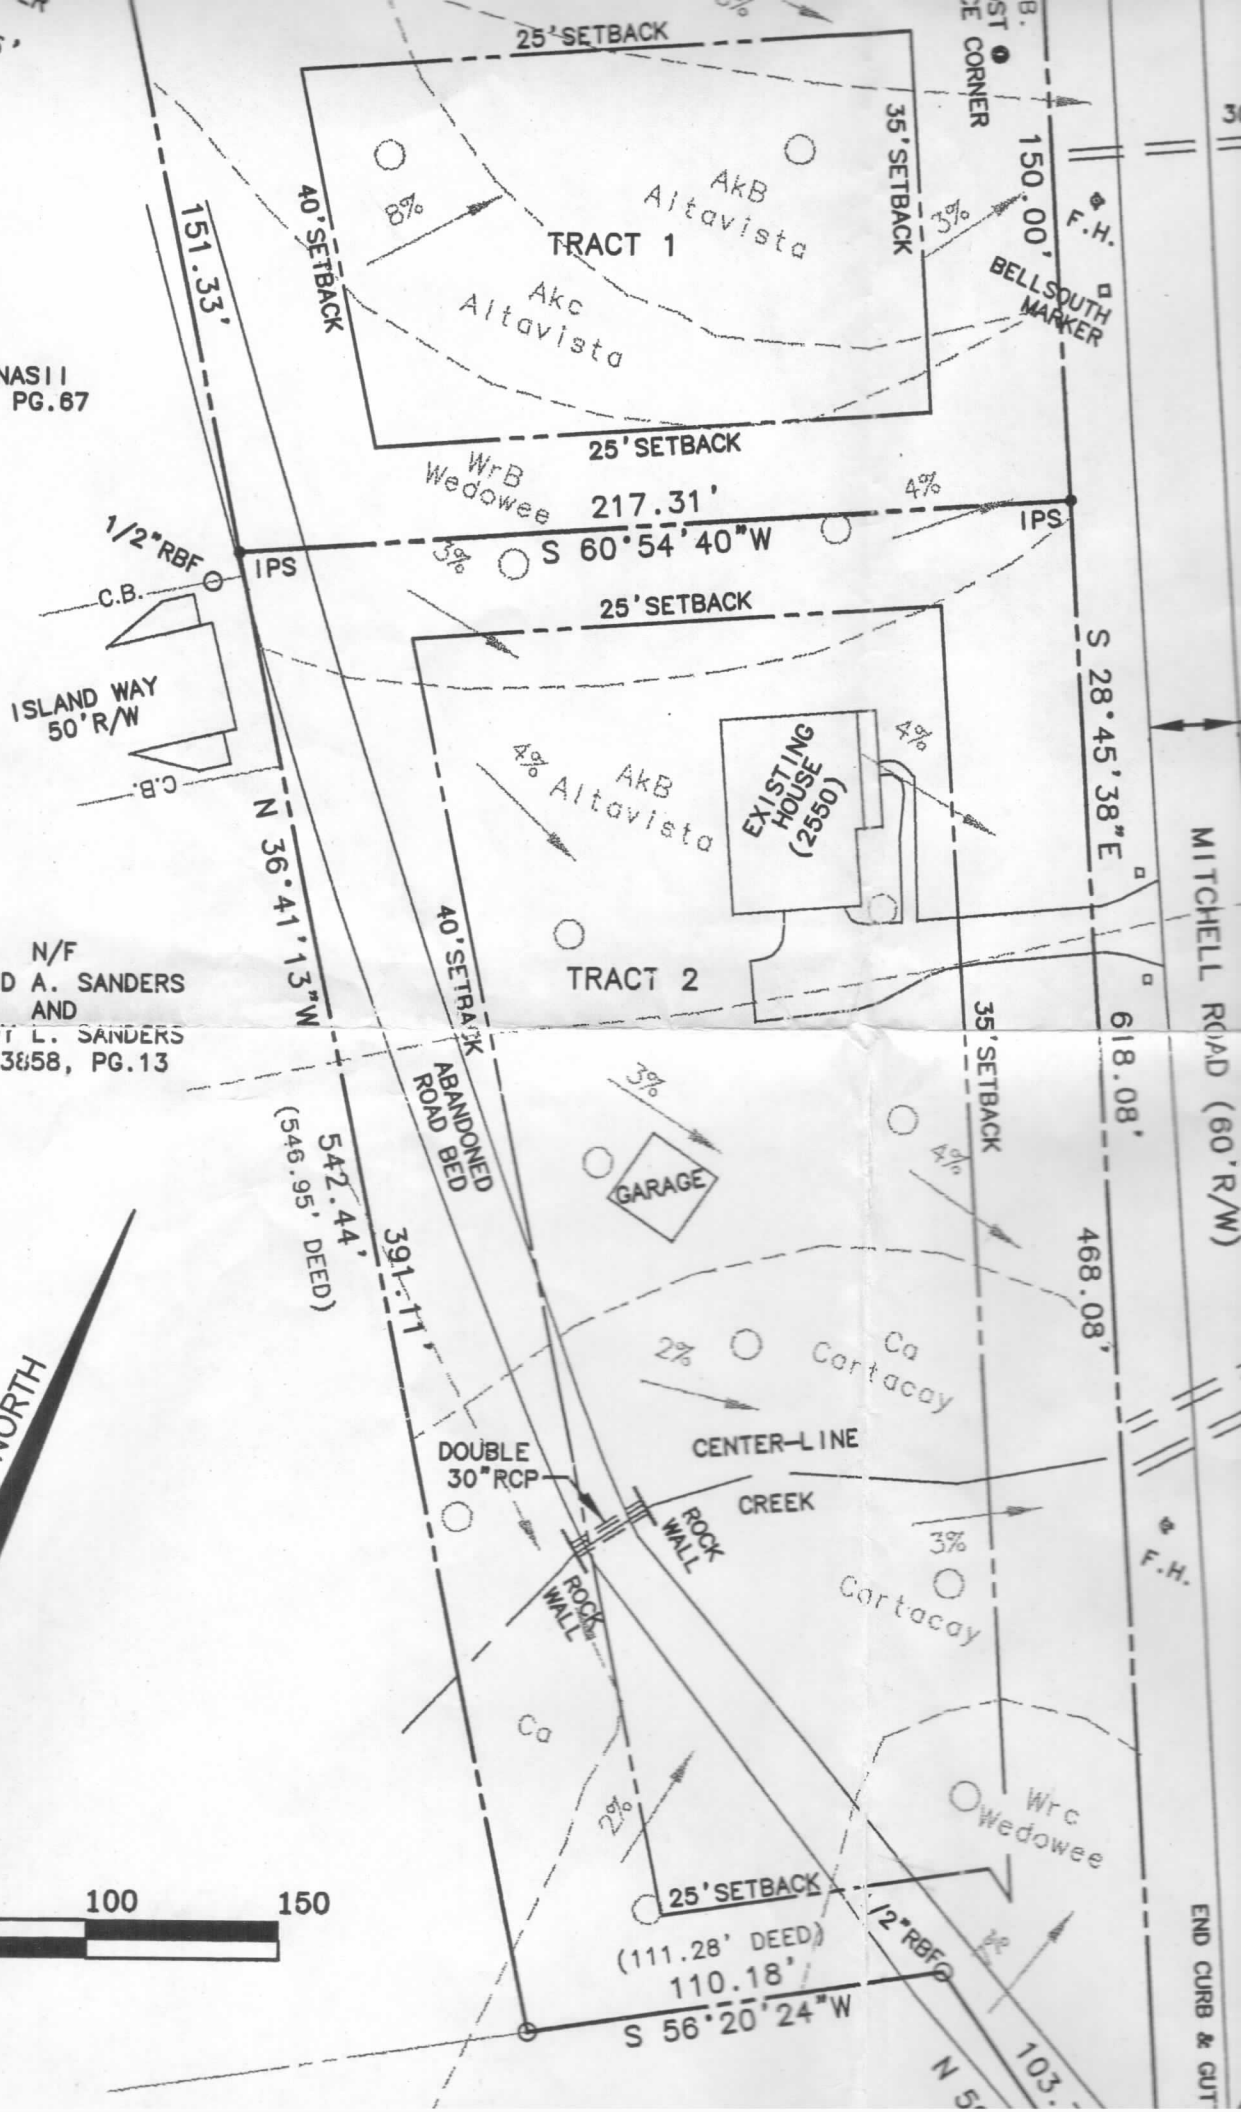 25' SETBACK
B.
CORNER
35' SETBACK
150.00'
8%
AkB
Altavista
3%
F.H.
40' SETBACK
151.33'
TRACT 1
BELLSOUTH
MARKER
Akc
Altavista
PG.67
25' SETBACK
WrB
Wedowee
217.31'
4%
S 60°54'40"W
IPS
1/2"RBF
IPS
3%
C.B.
25' SETBACK
ISLAND WAY
50'R/W
C.B.
S 28°45'38"E
4%
AkB
Altavista
EXISTING
HOUSE
(2550)
4%
N 36°41'13"W
MITCHELL ROAD (60'R/W)
40' SETBACK
N/F
D A. SANDERS
AND
L. SANDERS
3858, PG.13
TRACT 2
35' SETBACK
618.08'
ABANDONED
ROAD BED
3%
GARAGE
4%
542.44'
(546.95' DEED)
391.11'
468.08'
2%
Ca
Cartacay
NORTH
DOUBLE
30"RCP
CENTER-LINE
CREEK
ROCK
WALL
3%
F.H.
ROCK
WALL
Cartacay
Ca
2%
Wrc
Wedowee
100 150
25' SETBACK
(111.28' DEED)
110.18'
S 56°20'24"W
/2"RBF
END CURB & GUT
103.
N 5